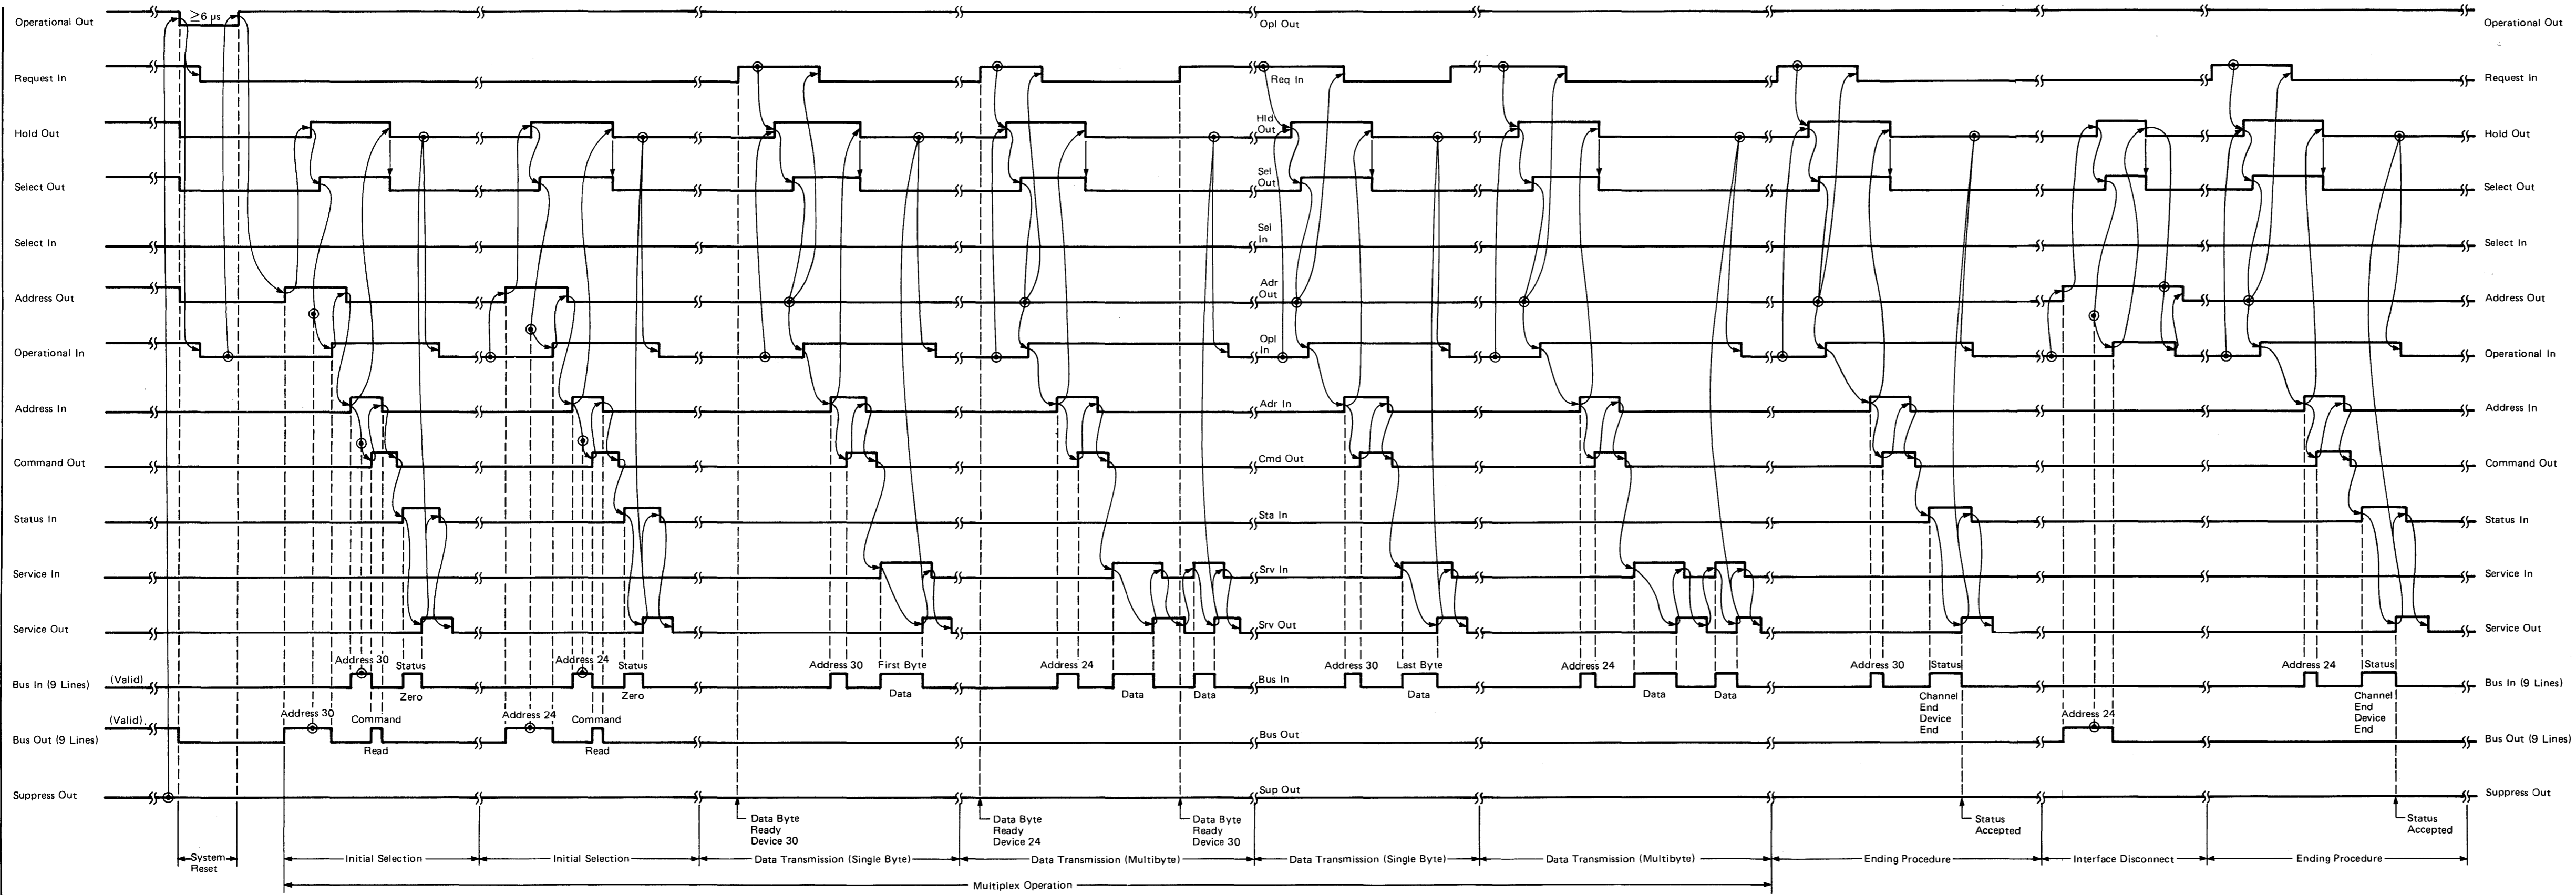 Operational Out
≥6 µs
Opl Out
Operational Out
Request In
Req In
Request In
Hold Out
Hld
Out
Hold Out
Select Out
Sel
Out
Select Out
Select In
Sel
In
Select In
Address Out
Adr
Out
Address Out
Operational In
Opl
In
Operational In
Address In
Adr In
Address In
Command Out
Cmd Out
Command Out
Status In
Sta In
Status In
Service In
Srv In
Service In
Service Out
Srv Out
Service Out
Address 30
Status
Address 24
Status
Address 30
First Byte
Address 24
Address 30
Last Byte
Address 24
Address 30
Status
Address 24
Status
Bus In (9 Lines)
(Valid)
Zero
Zero
Data
Data
Data
Bus In
Data
Data
Data
Channel
End
Device
End
Channel
End
Device
End
Bus In (9 Lines)
(Valid)
Address 30
Command
Address 24
Command
Address 24
Bus Out (9 Lines)
Read
Read
Bus Out
Bus Out (9 Lines)
Suppress Out
Sup Out
Suppress Out
Data Byte
Ready
Device 30
Data Byte
Ready
Device 24
Data Byte
Ready
Device 30
Status
Accepted
Status
Accepted
System
Reset
Initial Selection
Initial Selection
Data Transmission (Single Byte)
Data Transmission (Multibyte)
Data Transmission (Single Byte)
Data Transmission (Multibyte)
Ending Procedure
Interface Disconnect
Ending Procedure
Multiplex Operation